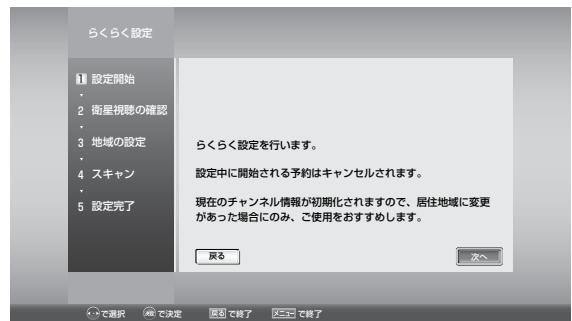 らくらく設定
1 設定開始
2 衛星視聴の確認
3 地域の設定
4 スキャン
5 設定完了
らくらく設定を行います。
設定中に開始される予約はキャンセルされます。
現在のチャンネル情報が初期化されますので、居住地域に変更
があった場合にのみ、ご使用をおすすめします。
戻る 次へ
で選択 決定 で決定 戻る で終了 メニュー で終了